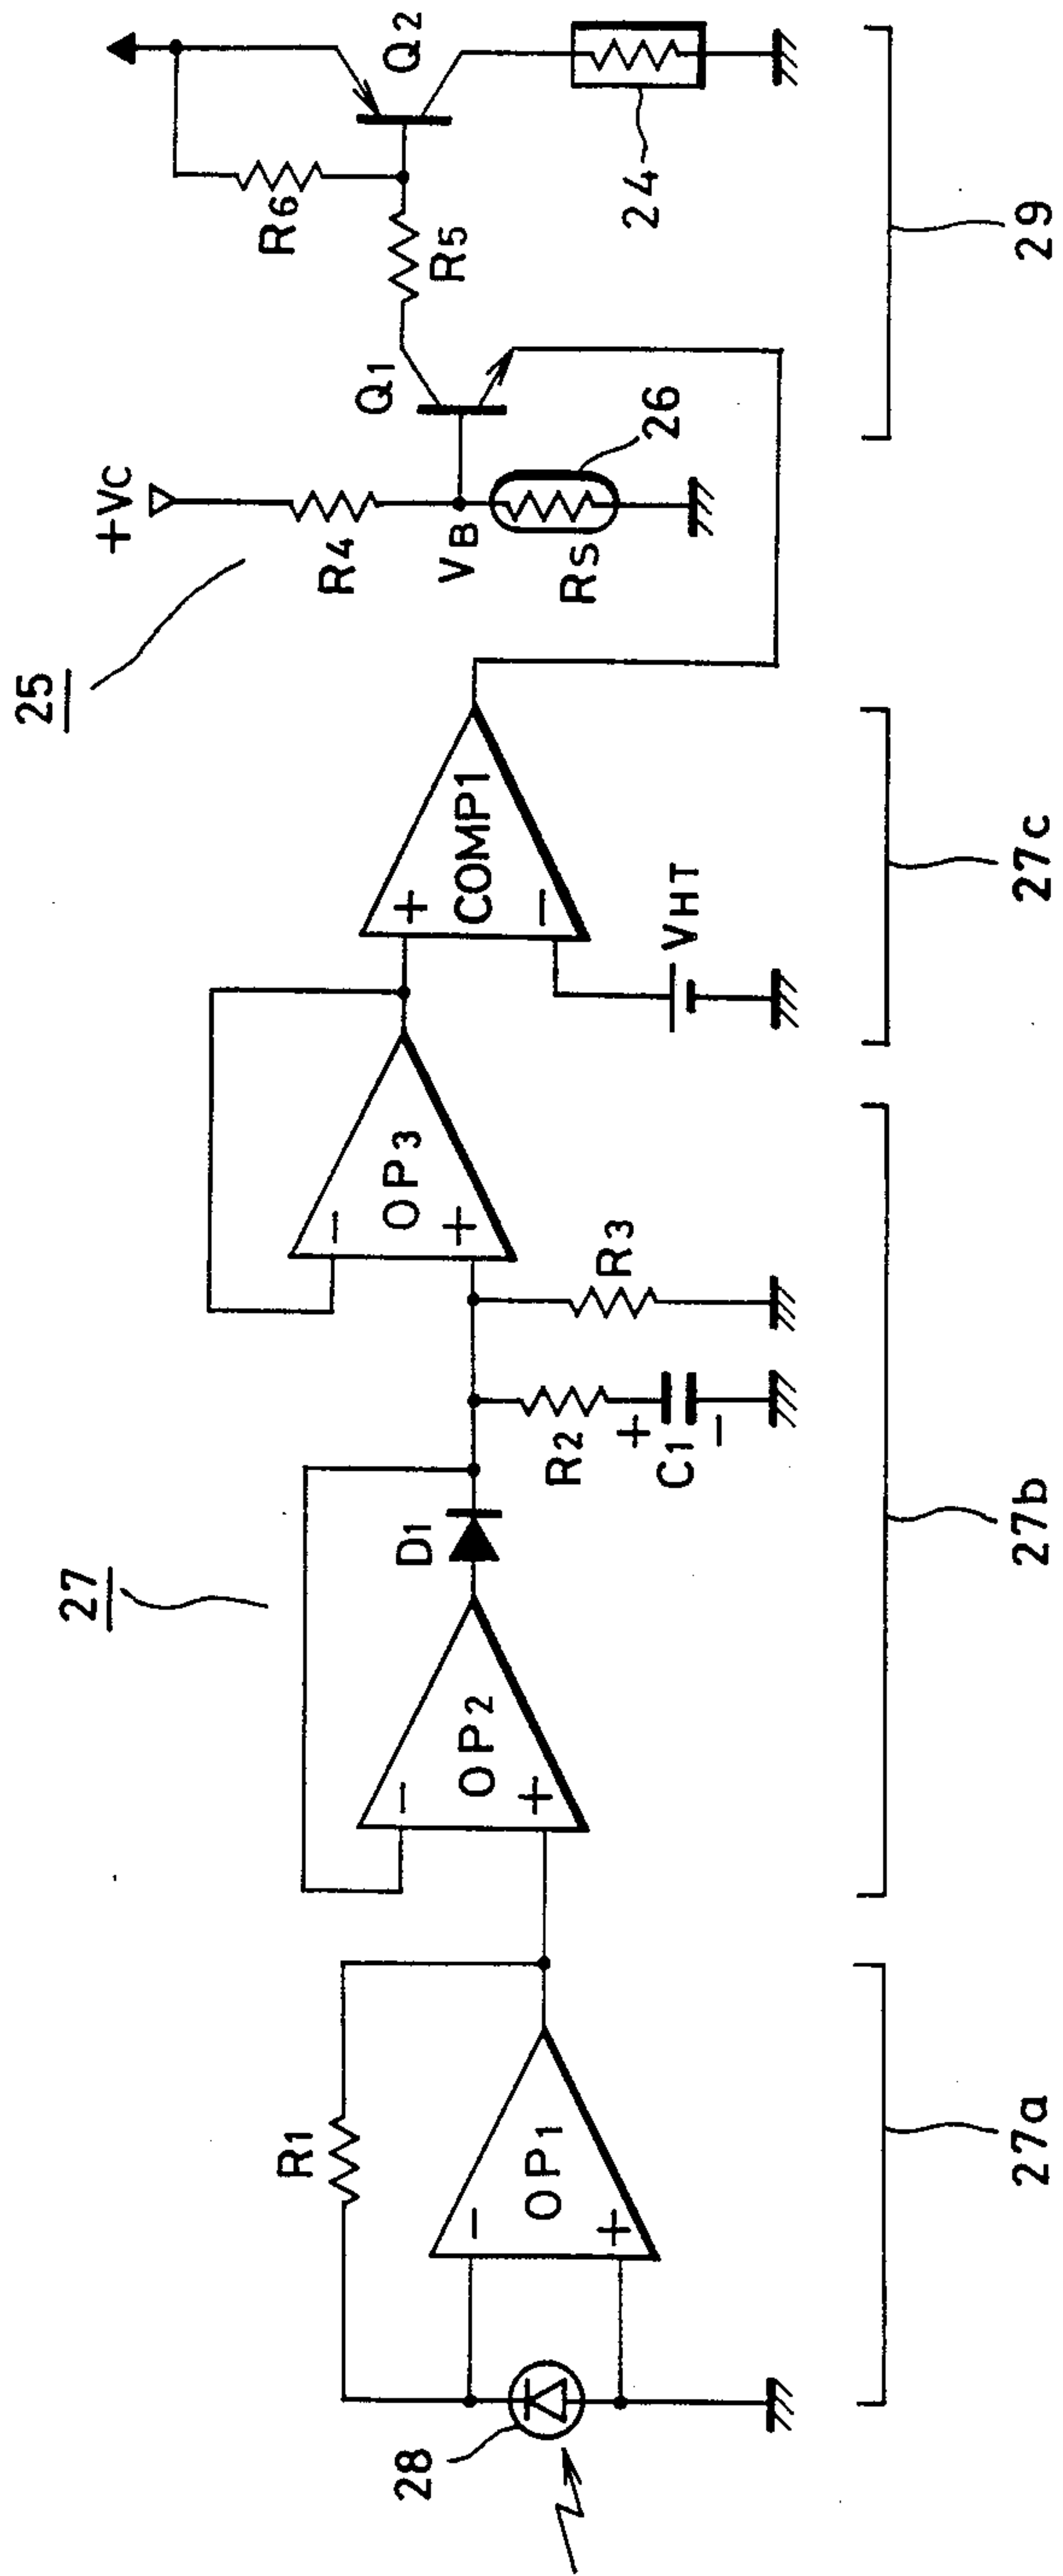 27
25
R1
28
OP1
-
+
OP2
-
+
D1
R2
+
C1
-
R3
OP3
-
+
COMP1
+
-
VHT
+VC
R4
VB
RS
26
Q1
R5
R6
Q2
24
27a
27b
27c
29